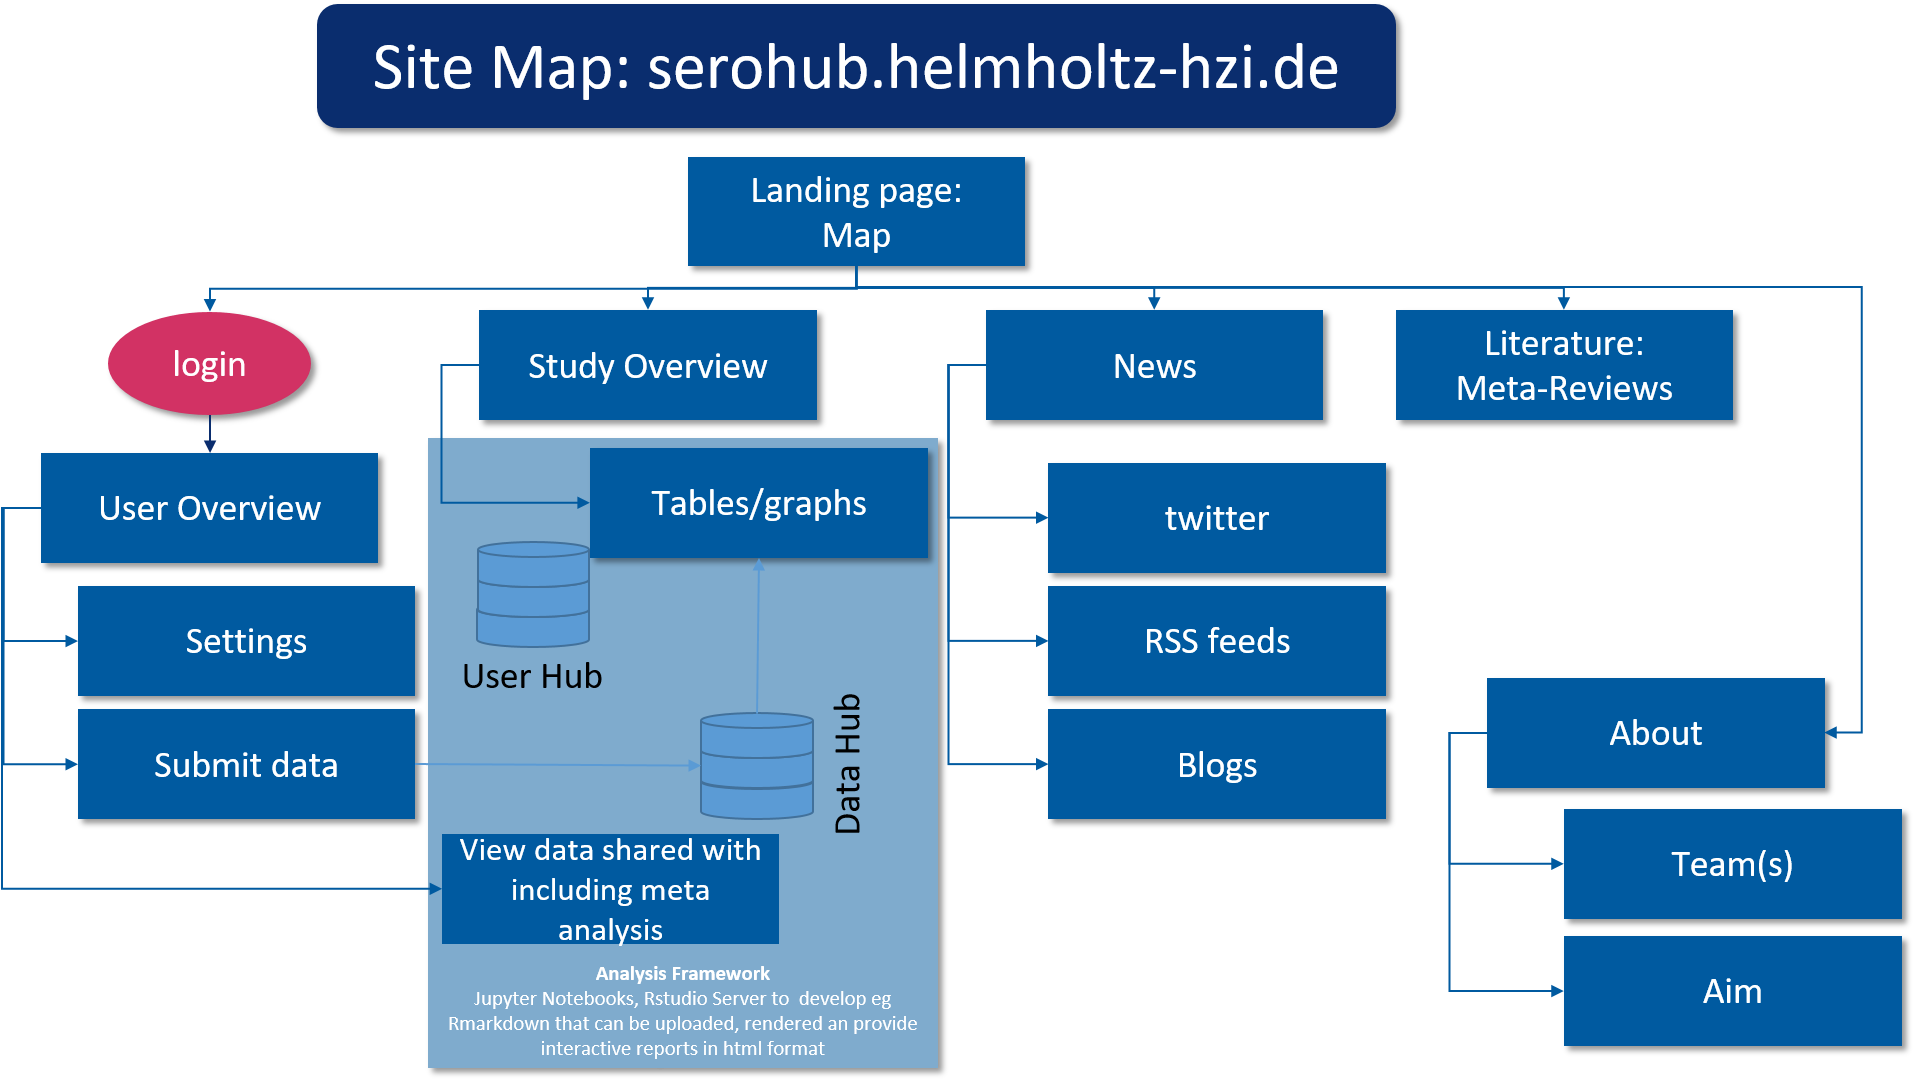 Site Map: serohub.helmholtz-hzi.de
Landing page:
Map
login
Study Overview
News
Literature:
Meta-Reviews
User Overview
Tables/graphs
twitter
Settings
User Hub
RSS feeds
Submit data
Data Hub
Blogs
About
View data shared with
including meta
analysis
Team(s)
Aim
Analysis Framework
Jupyter Notebooks, Rstudio Server to  develop eg
Rmarkdown that can be uploaded, rendered an provide
interactive reports in html format